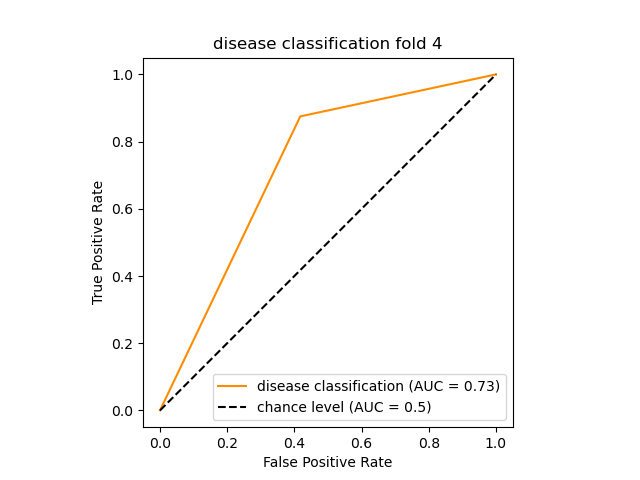 disease classification fold 4
1.0
0.8
0.6
0.4
0.2
0.0
True Positive Rate
disease classification (AUC = 0.73)
chance level (AUC = 0.5)
0.0 0.2 0.4 0.6 0.8 1.0
False Positive Rate